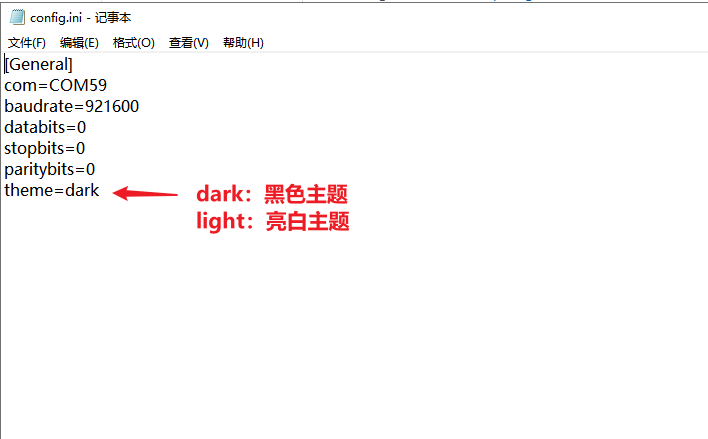 config.ini - 记事本
文件(F) 编辑(E) 格式(O) 查看(V) 帮助(H)
[General]
com=COM59
baudrate=921600
databits=0
stopbits=0
paritybits=0
theme=dark
dark：黑色主题
light：亮白主题